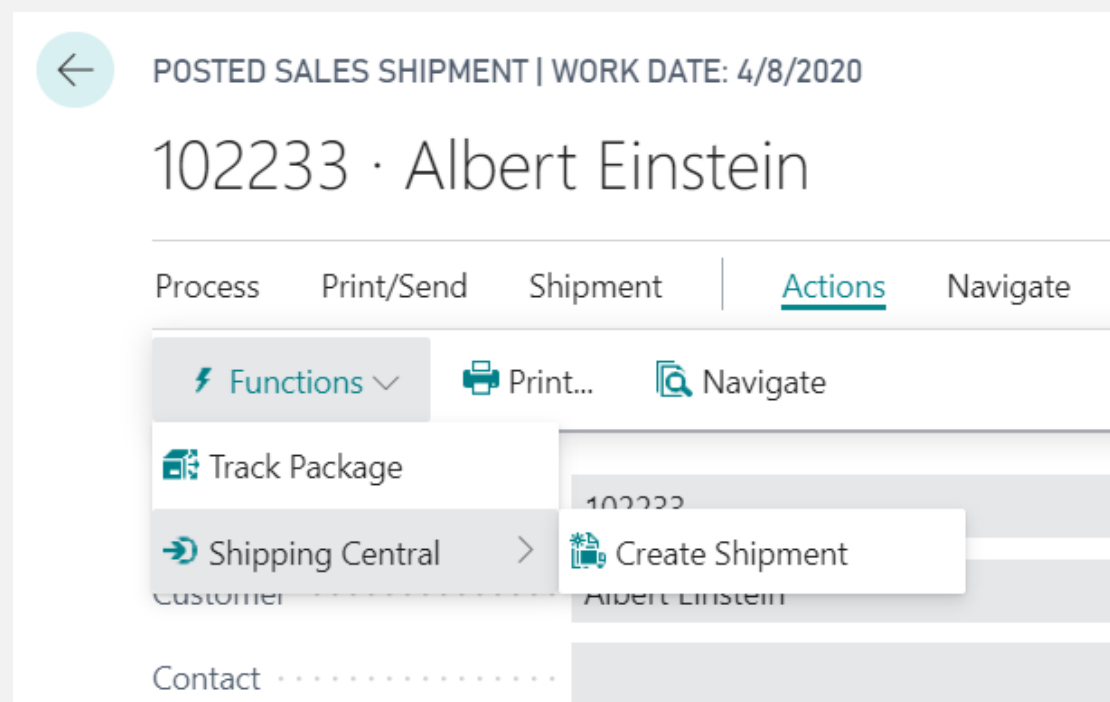 POSTED SALES SHIPMENT | WORK DATE: 4/8/2020
102233 · Albert Einstein
Process Print/Send Shipment Actions Navigate
Functions Print... Navigate
Track Package
102233
Shipping Central Create Shipment
Customer Albert Einstein
Contact